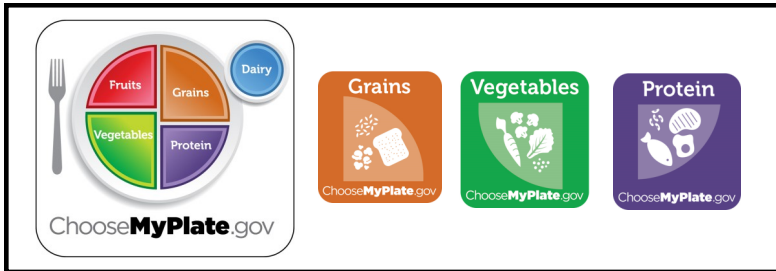 Fruits
Grains
Dairy
Vegetables
Protein
ChooseMyPlate.gov
Grains
ChooseMyPlate.gov
Vegetables
ChooseMyPlate.gov
Protein
ChooseMyPlate.gov